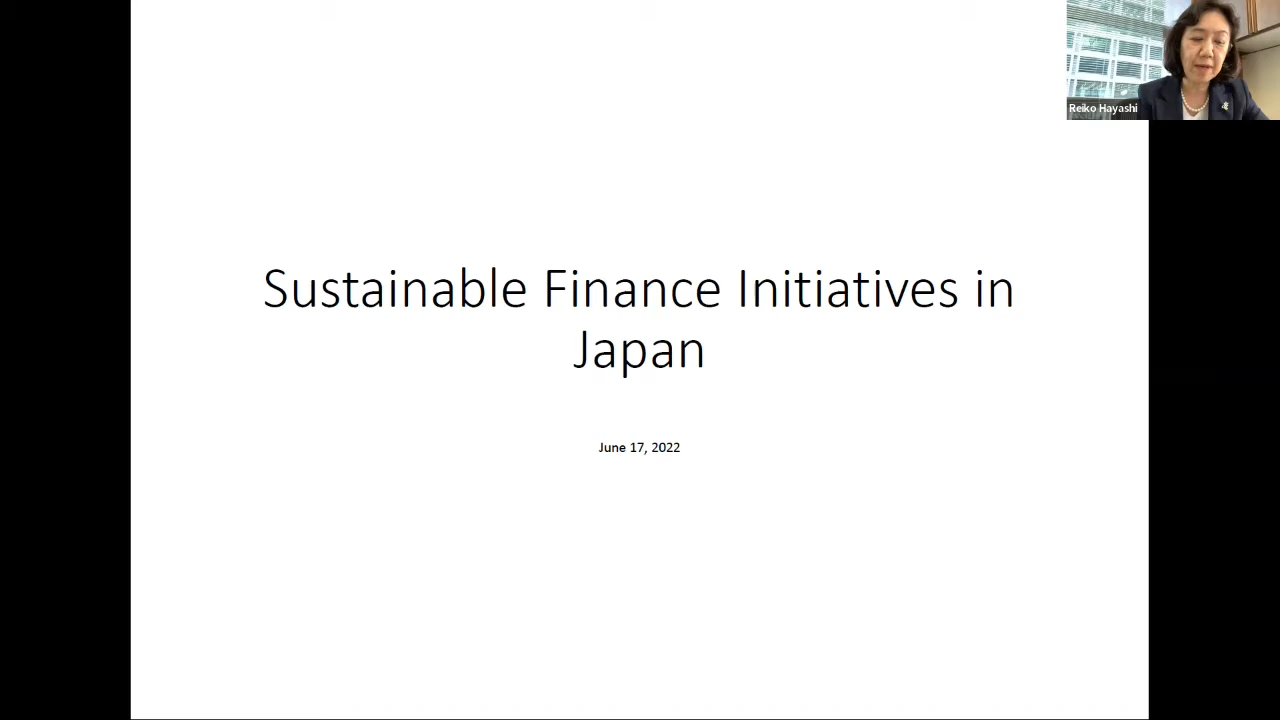 Reiko Hayashi
Sustainable Finance Initiatives in
Japan
June 17, 2022